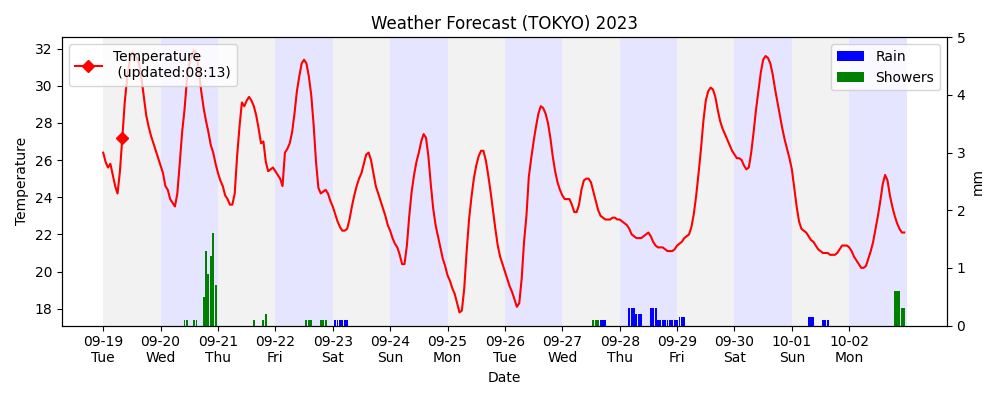 Weather Forecast (TOKYO) 2023
Temperature
(updated:08:13)
Rain
Showers
Temperature
32
30
28
26
24
22
20
18
5
4
3
2
1
0
mm
09-19 09-20 09-21 09-22 09-23 09-24 09-25 09-26 09-27 09-28 09-29 09-30 10-01 10-02
Tue Wed Thu Fri Sat Sun Mon Tue Wed Thu Fri Sat Sun Mon
Date